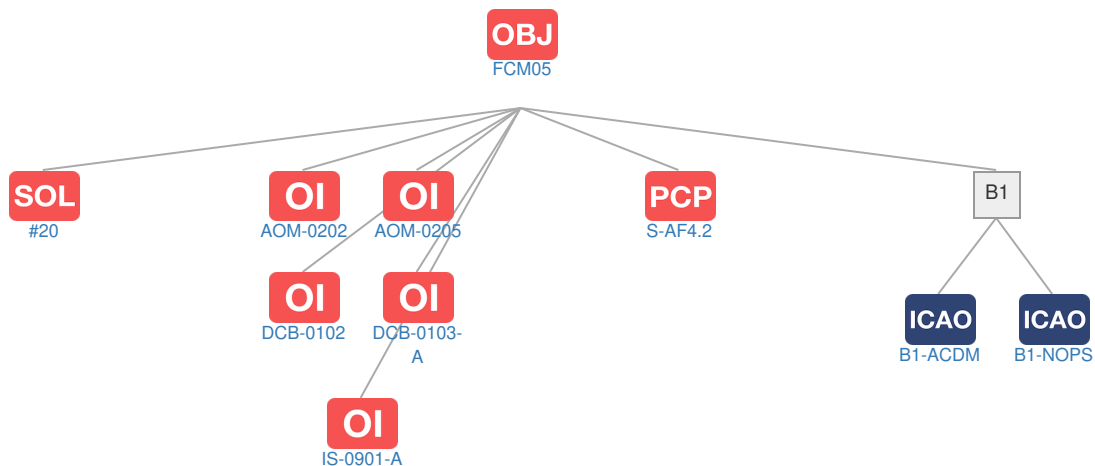 OBJ
FCM05
SOL
#20
OI
AOM-0202
OI
AOM-0205
PCP
S-AF4.2
B1
OI
DCB-0102
OI
DCB-0103-
A
ICAO
B1-ACDM
ICAO
B1-NOPS
OI
IS-0901-A